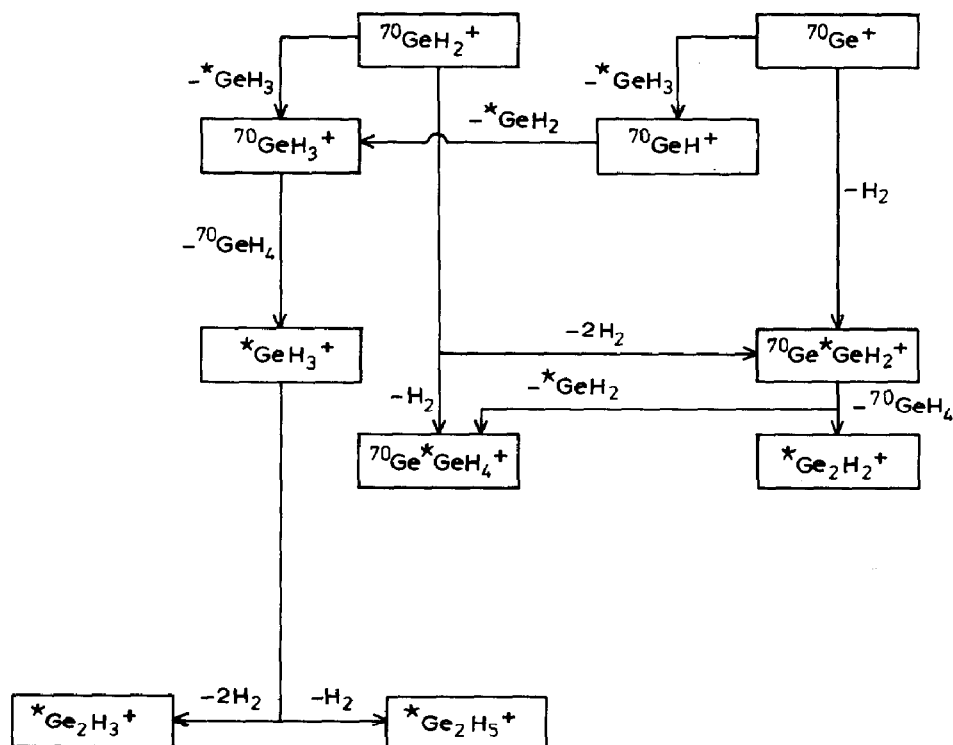 ⁷⁰GeH₂⁺
⁷⁰Ge⁺
–*GeH₃
–*GeH₃
–*GeH₂
⁷⁰GeH₃⁺
⁷⁰GeH⁺
–H₂
–⁷⁰GeH₄
*GeH₃⁺
–2H₂
⁷⁰Ge*GeH₂⁺
–*GeH₂
–H₂
–⁷⁰GeH₄
⁷⁰Ge*GeH₄⁺
*Ge₂H₂⁺
–2H₂
–H₂
*Ge₂H₃⁺
*Ge₂H₅⁺